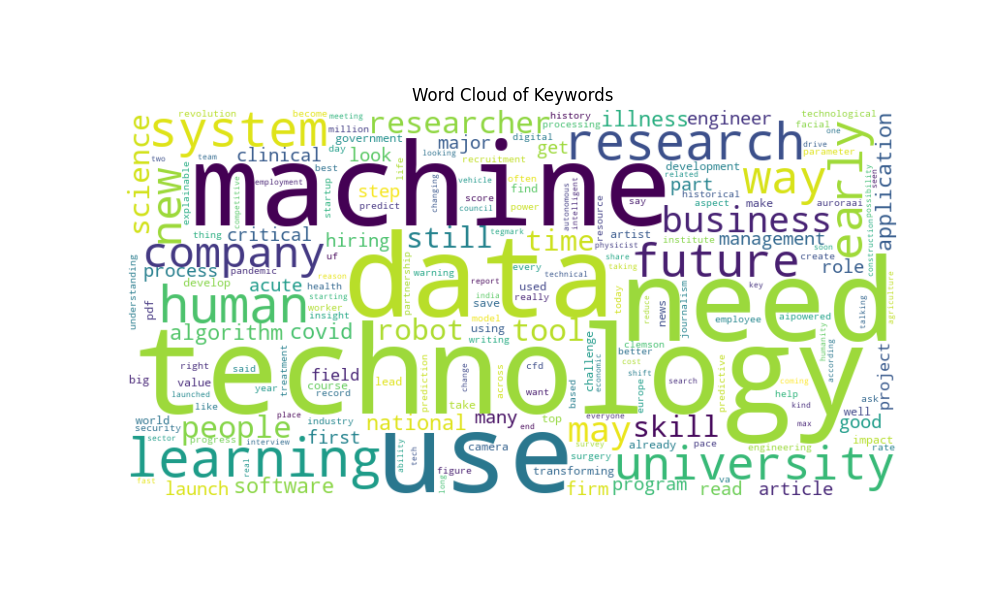 Word Cloud of Keywords
revolution become meeting history technological
system researcher illness engineer
million government processing facial one
science clinical major digital get research early application
two team day best look looking recruitment development drive parameter
new explainable machine employment life related way seen
competitive startup step predict changing vehicle score council often find power autonomous intelligent resource part historical aspect say make auroraai possibility construction
critical hiring still tegmark time artist physicist business management soon
company uf partnership institute future create role
understanding process pandemic reason warning every technical share taking key
develop acute health starting data report india used really save today reduce need agriculture
pdf human worker insight model news journalism employee aipowered talking
algorithm covid robot using writing tool challenge economic clemson better humanity according project
technology
big right said value launched like year treatment course record field lead prediction take change across cfd want based shift europe cost search predictive coming help kind max ask well
world security sector people progress place interview industry first national many end top everyone may skill already pace engineering good impact rate
learning real ability tech use camera figure survey surgery transforming university va
fast launch software long firm program read article